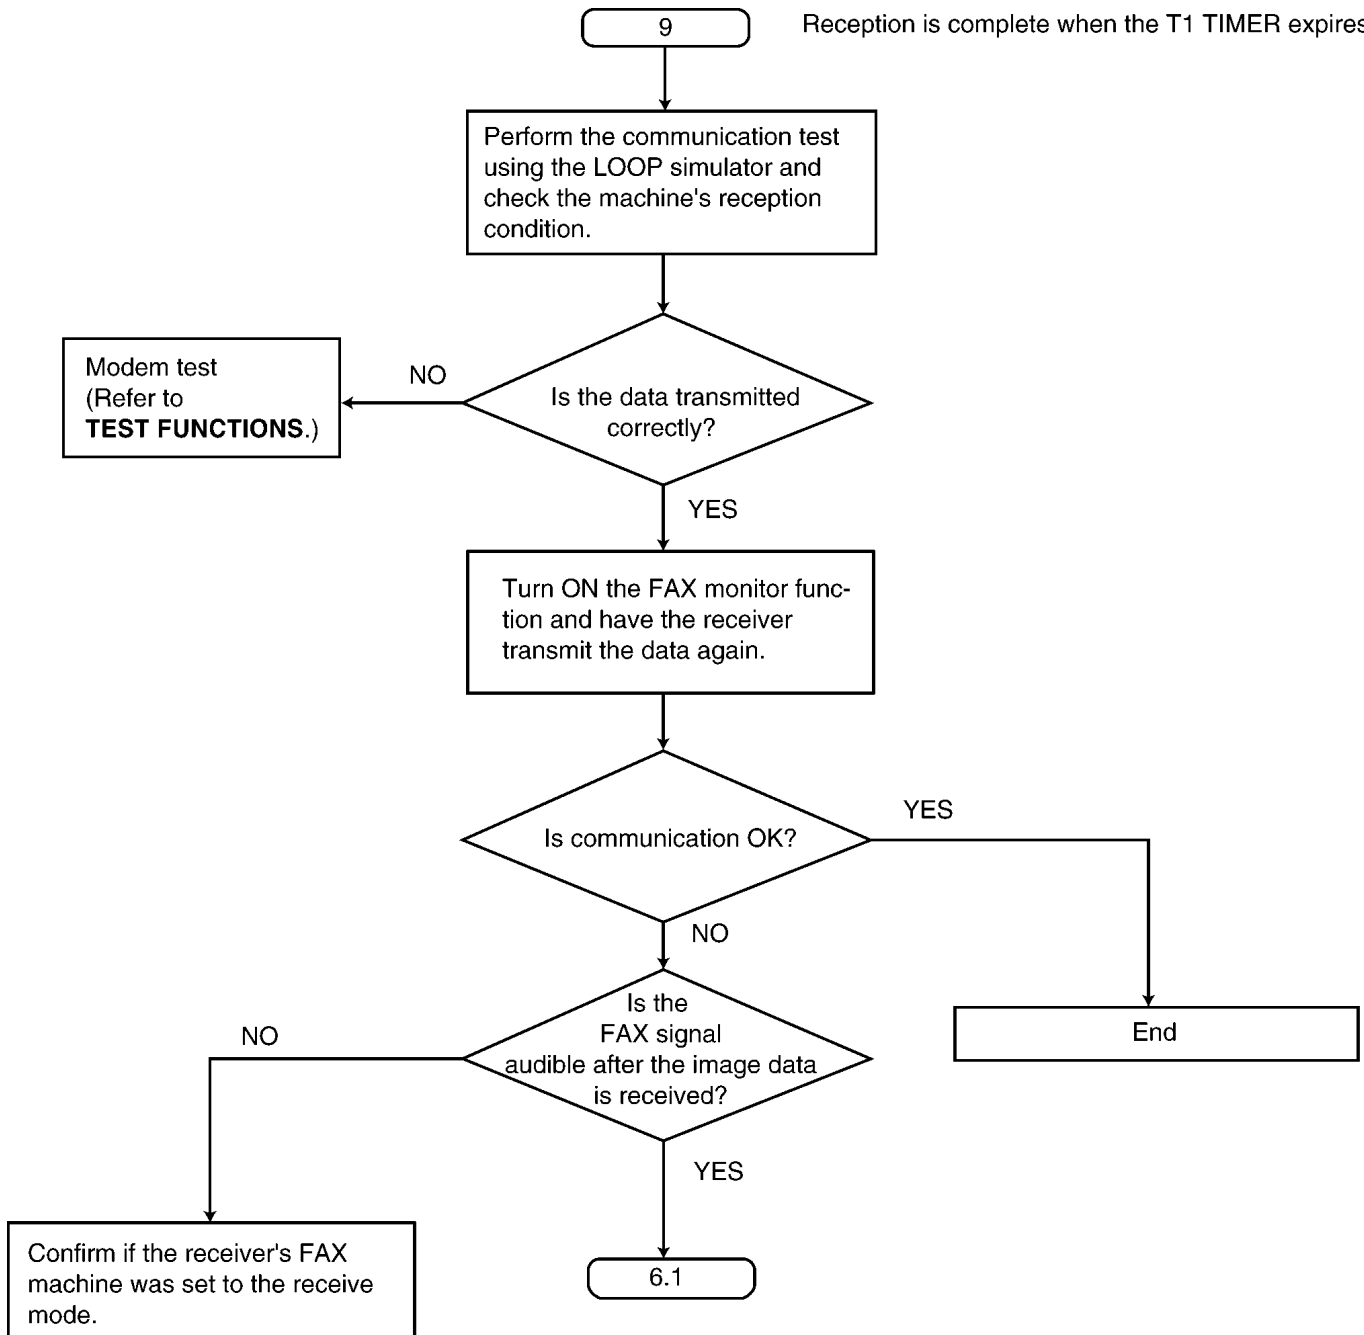 9
Reception is complete when the T1 TIMER expires
Perform the communication test
using the LOOP simulator and
check the machine's reception
condition.
Modem test
(Refer to
TEST FUNCTIONS.)
NO
Is the data transmitted
correctly?
YES
Turn ON the FAX monitor func-
tion and have the receiver
transmit the data again.
Is communication OK?
YES
NO
Is the
FAX signal
audible after the image data
is received?
NO
End
YES
Confirm if the receiver's FAX
machine was set to the receive
mode.
6.1